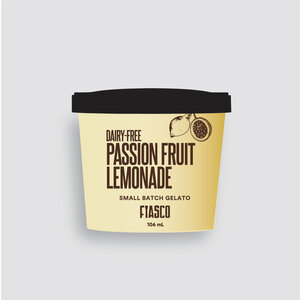 DAIRY-FREE
PASSION FRUIT
LEMONADE
SMALL BATCH GELATO
FIASCO
106 mL